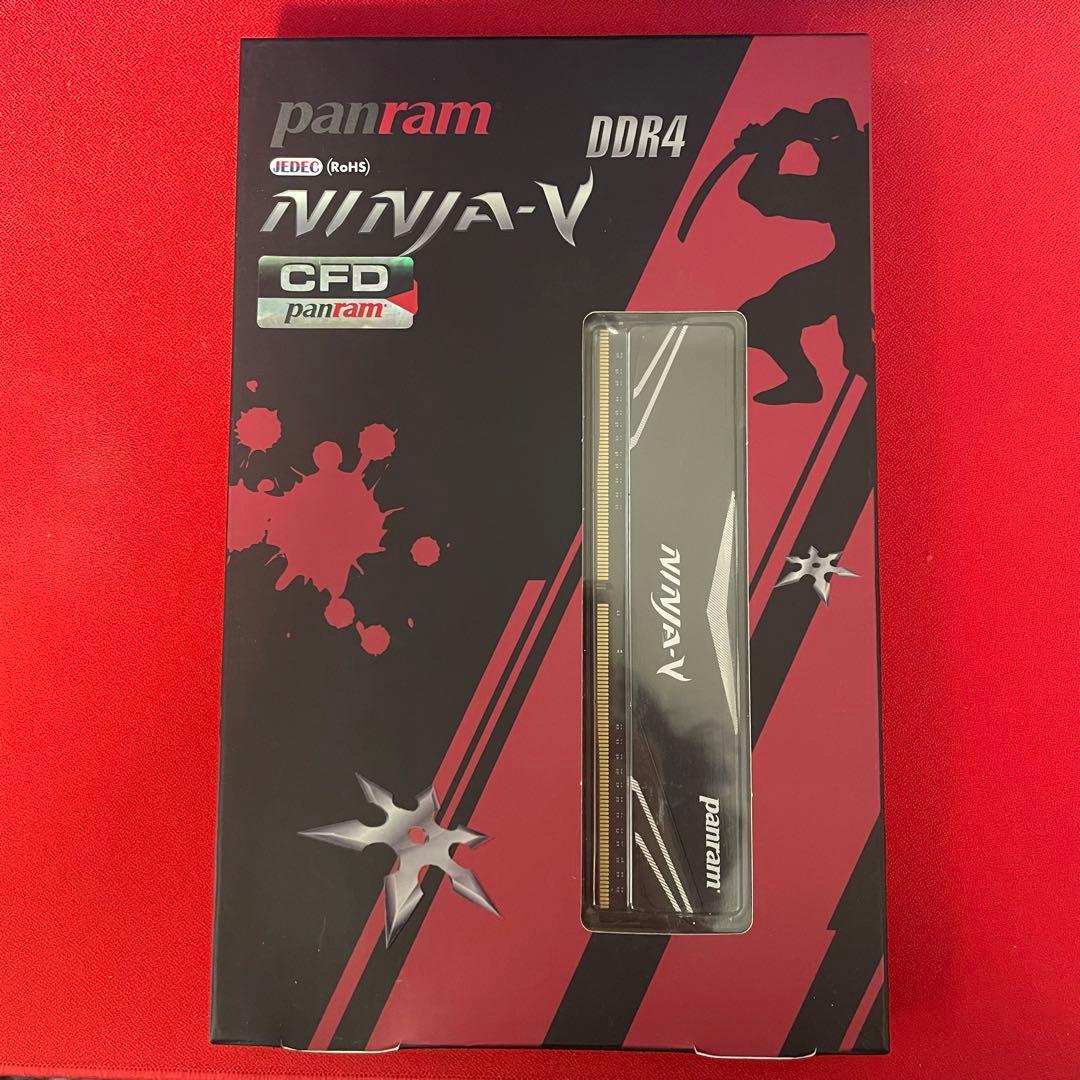 panram
DDR4
JEDEC (RoHS)
NINJA-V
CFD
panram
NINJA-V
panram